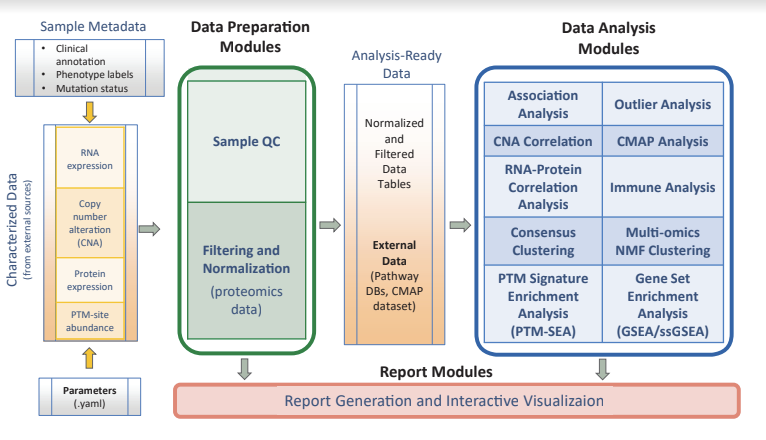 Sample Metadata
• Clinical
annotation
• Phenotype labels
• Mutation status
Characterized Data
(from external sources)
RNA
expression
Copy
number
alteration
(CNA)
Protein
expression
PTM-site
abundance
Parameters
(.yaml)
Data Preparation
Modules
Sample QC
Filtering and
Normalization
(proteomics
data)
Analysis-Ready
Data
Normalized
and
Filtered
Data
Tables
External
Data
(Pathway
DBs, CMAP
dataset)
Data Analysis
Modules
Association
Analysis
Outlier Analysis
CNA Correlation
CMAP Analysis
RNA-Protein
Correlation
Analysis
Immune Analysis
Consensus
Clustering
Multi-omics
NMF Clustering
PTM Signature
Enrichment
Analysis
(PTM-SEA)
Gene Set
Enrichment
Analysis
(GSEA/ssGSEA)
Report Modules
Report Generation and Interactive Visualizaion